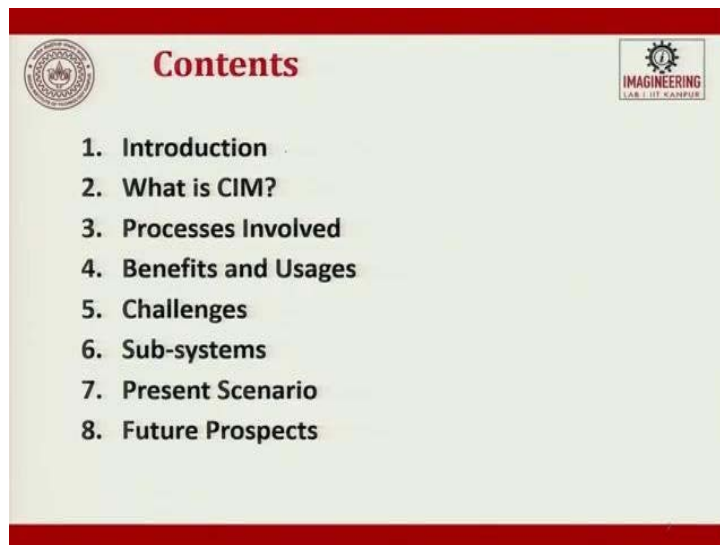 Contents
IMAGINEERING
LAB | IIT KANPUR
1. Introduction
2. What is CIM?
3. Processes Involved
4. Benefits and Usages
5. Challenges
6. Sub-systems
7. Present Scenario
8. Future Prospects